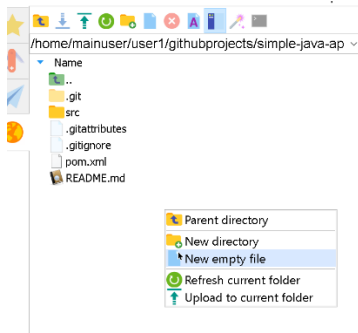 /home/mainuser/user1/githubprojects/simple-java-ap
Name
..
.git
src
.gitattributes
.gitignore
pom.xml
README.md
Parent directory
New directory
New empty file
Refresh current folder
Upload to current folder